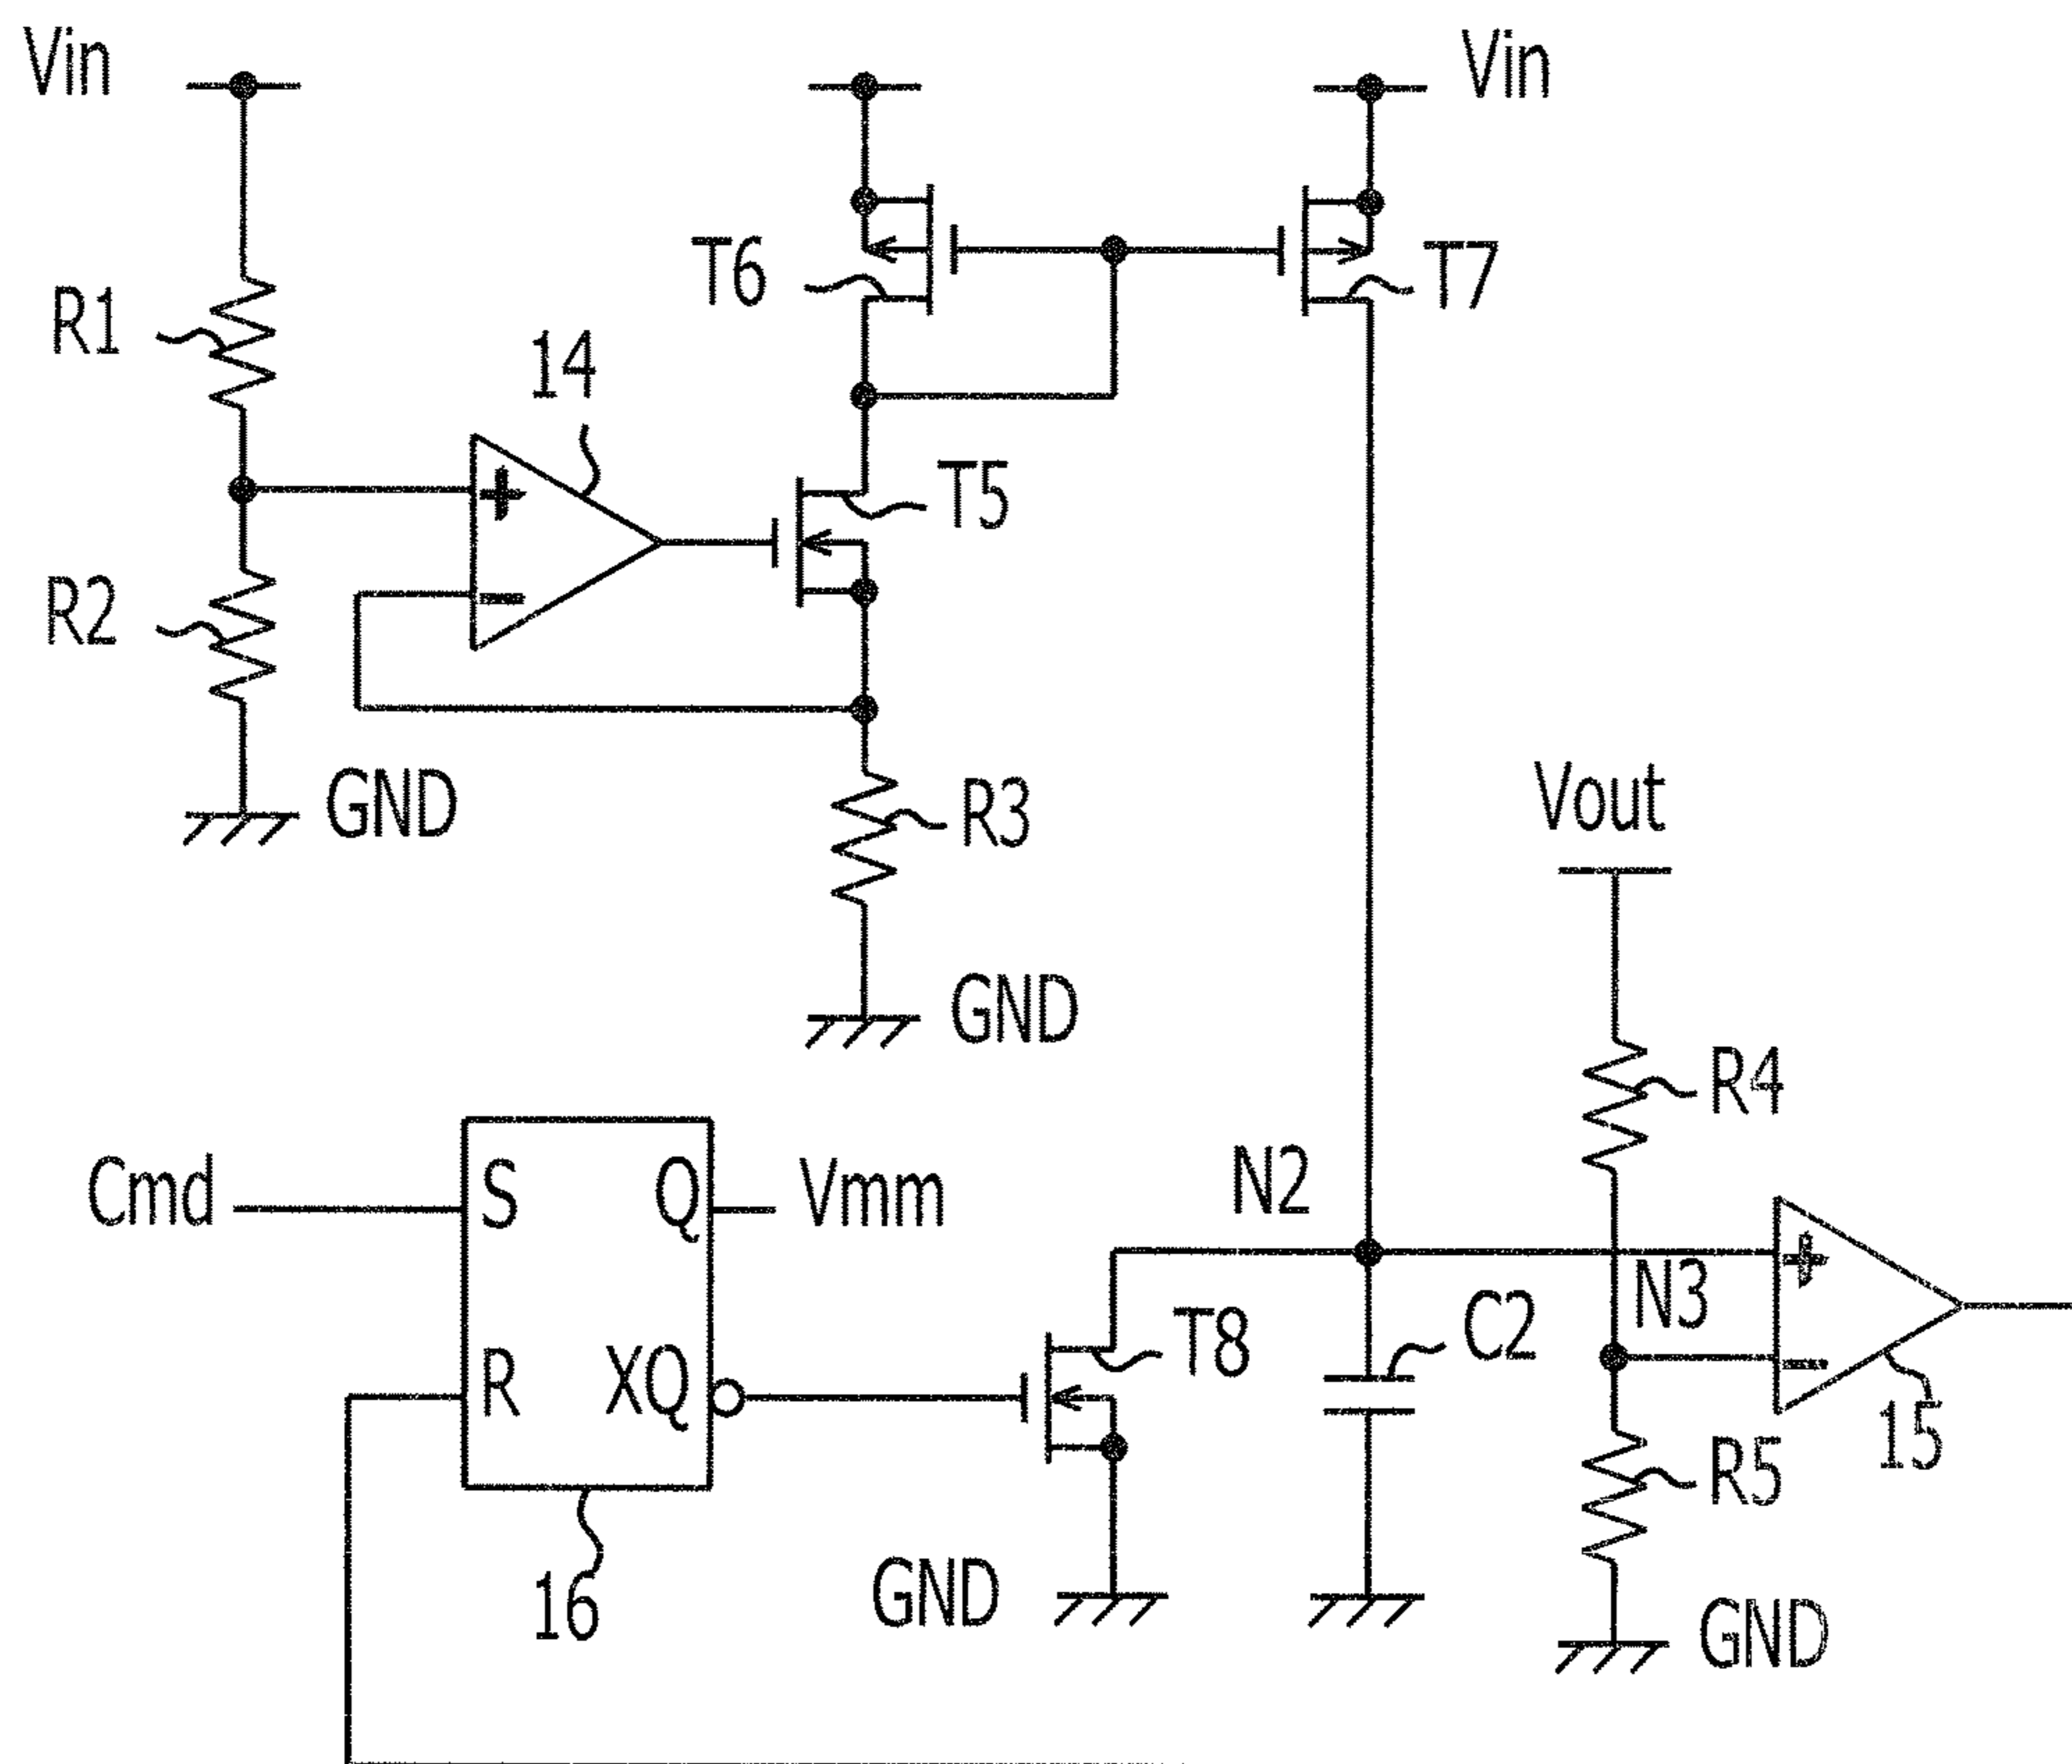 Vin
Vin
T6
T7
R1
14
T5
R2
GND
R3
Vout
GND
R4
Cmd
S
Q
Vmm
N2
+
N3
R
XQ
T8
C2
15
R5
16
GND
GND
+
−
−